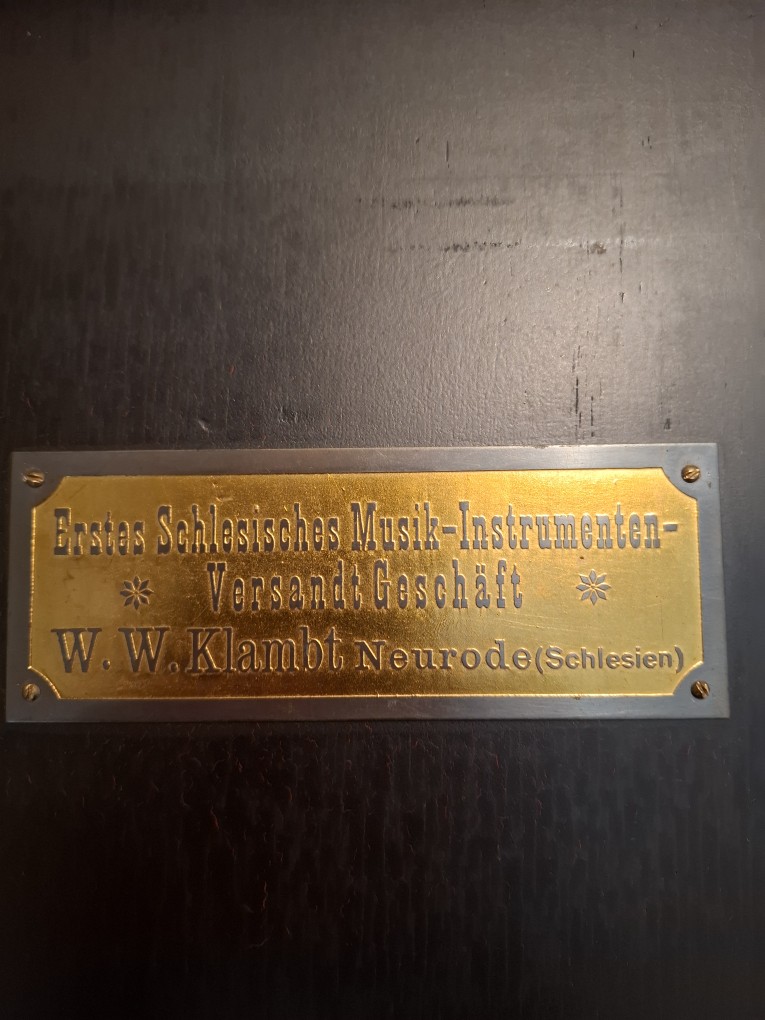 Erstes Schlesisches Musik-Instrumenten-
Versandt Geschäft
W. W. Klambt Neurode (Schlesien)